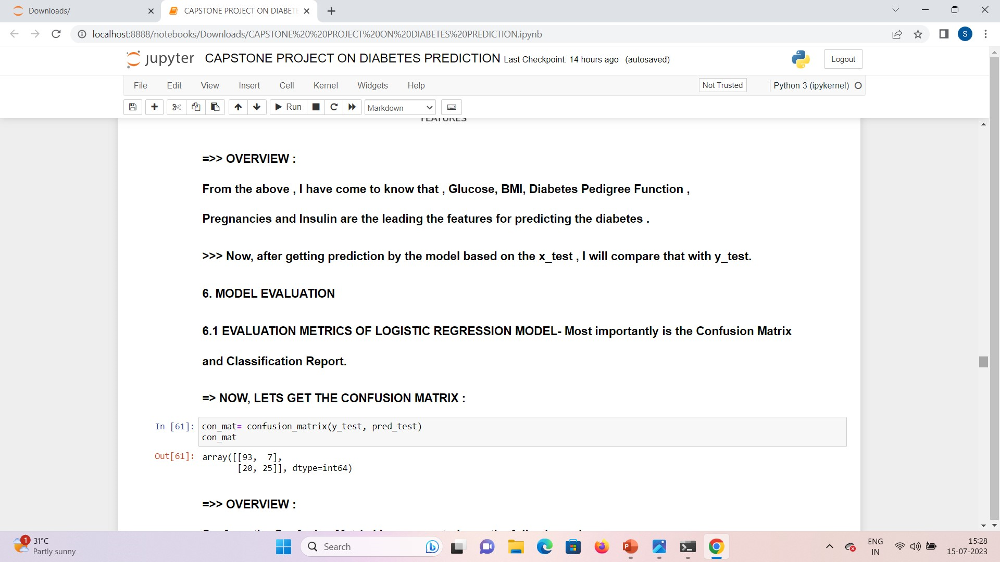 Downloads/
CAPSTONE PROJECT ON DIABET
localhost:8888/notebooks/Downloads/CAPSTONE%20%20PROJECT%20ON%20DIABETES%20PREDICTION.ipynb
S
jupyter CAPSTONE PROJECT ON DIABETES PREDICTION Last Checkpoint: 14 hours ago (autosaved)
Logout
File Edit View Insert Cell Kernel Widgets Help
Not Trusted
Python 3 (ipykernel)
Run
Markdown
FEATURES
=>> OVERVIEW :
From the above , I have come to know that , Glucose, BMI, Diabetes Pedigree Function ,
Pregnancies and Insulin are the leading the features for predicting the diabetes .
>>> Now, after getting prediction by the model based on the x_test , I will compare that with y_test.
6. MODEL EVALUATION
6.1 EVALUATION METRICS OF LOGISTIC REGRESSION MODEL- Most importantly is the Confusion Matrix
and Classification Report.
=> NOW, LETS GET THE CONFUSION MATRIX :
In [61]: con_mat= confusion_matrix(y_test, pred_test)
con_mat
Out[61]: array([[93, 7],
[20, 25]], dtype=int64)
=>> OVERVIEW :
1
31°C
Partly sunny
Search
ENG
IN
15:28
15-07-2023